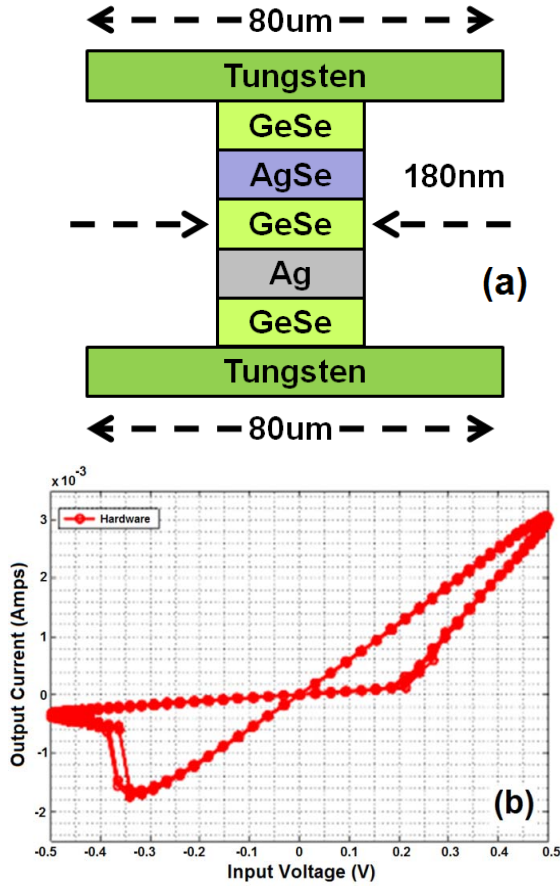 80um
Tungsten
GeSe
AgSe
180nm
GeSe
Ag
(a)
GeSe
Tungsten
80um
x 10^-3
Hardware
3
2
1
0
-1
-2
Output Current (Amps)
(b)
-0.5 -0.4 -0.3 -0.2 -0.1 0 0.1 0.2 0.3 0.4 0.5
Input Voltage (V)